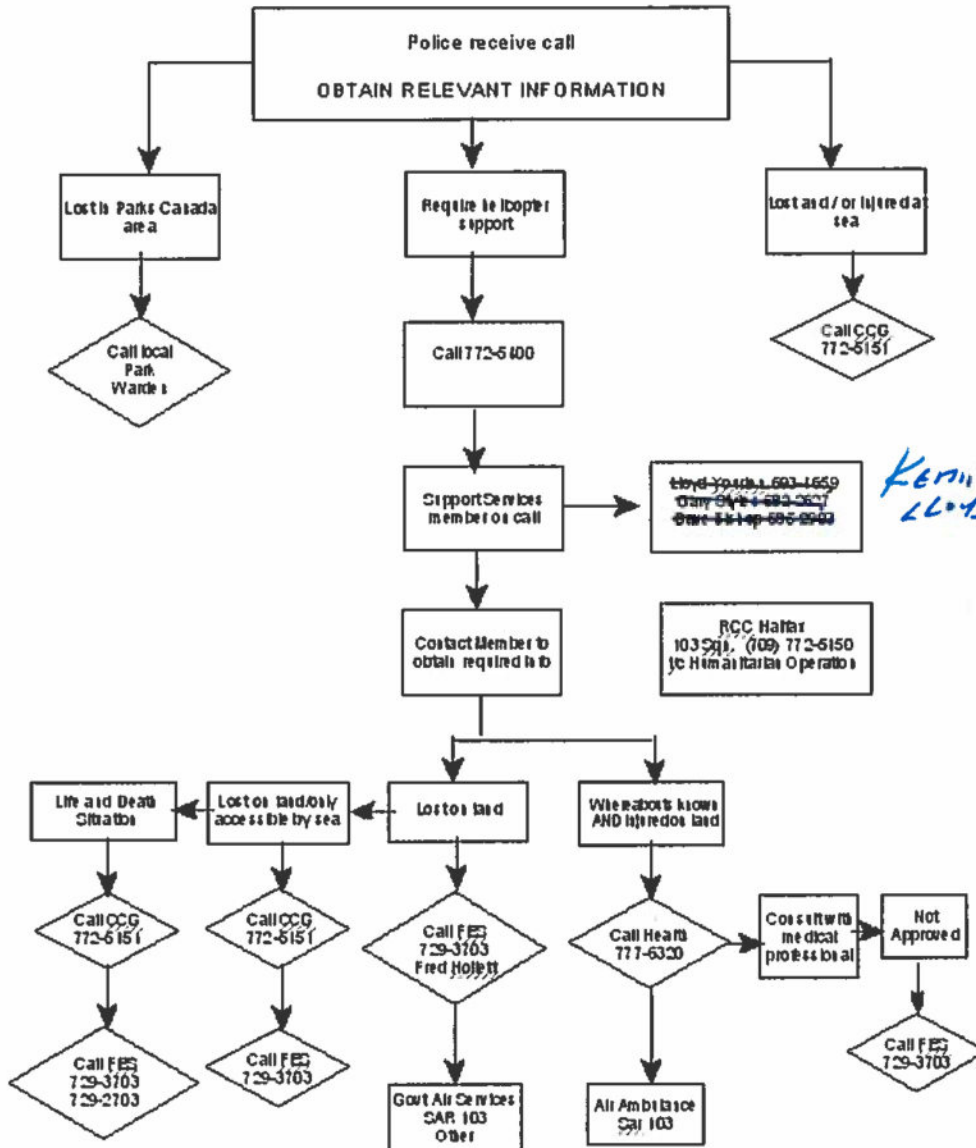 Police receive call
OBTAIN RELEVANT INFORMATION
Lost in Parks Canada
area
Require helicopter
support
Lost and / or Injured at
sea
Call local
Park
Warden
Call 772-5400
Call CCG
772-5151
Support Services
member on call
Lloyd
Gary
Dave
Contact Member to
obtain required info
RCC Halifax
103 Sqn, (709) 772-5150
Humanitarian Operation
Life and Death
Situation
Lost on land/only
accessible by sea
Lost on land
Whereabouts known
AND Injured on land
Call CCG
772-5151
Call CCG
772-5151
Call FES
729-3703
Fred Hollett
Call Health
777-6320
Consult with
medical
professional
Not
Approved
Call FES
729-3703
729-2703
Call FES
729-3703
Govt Air Services
SAR 103
Other
Air Ambulance
Sar 103
Call FES
729-3703